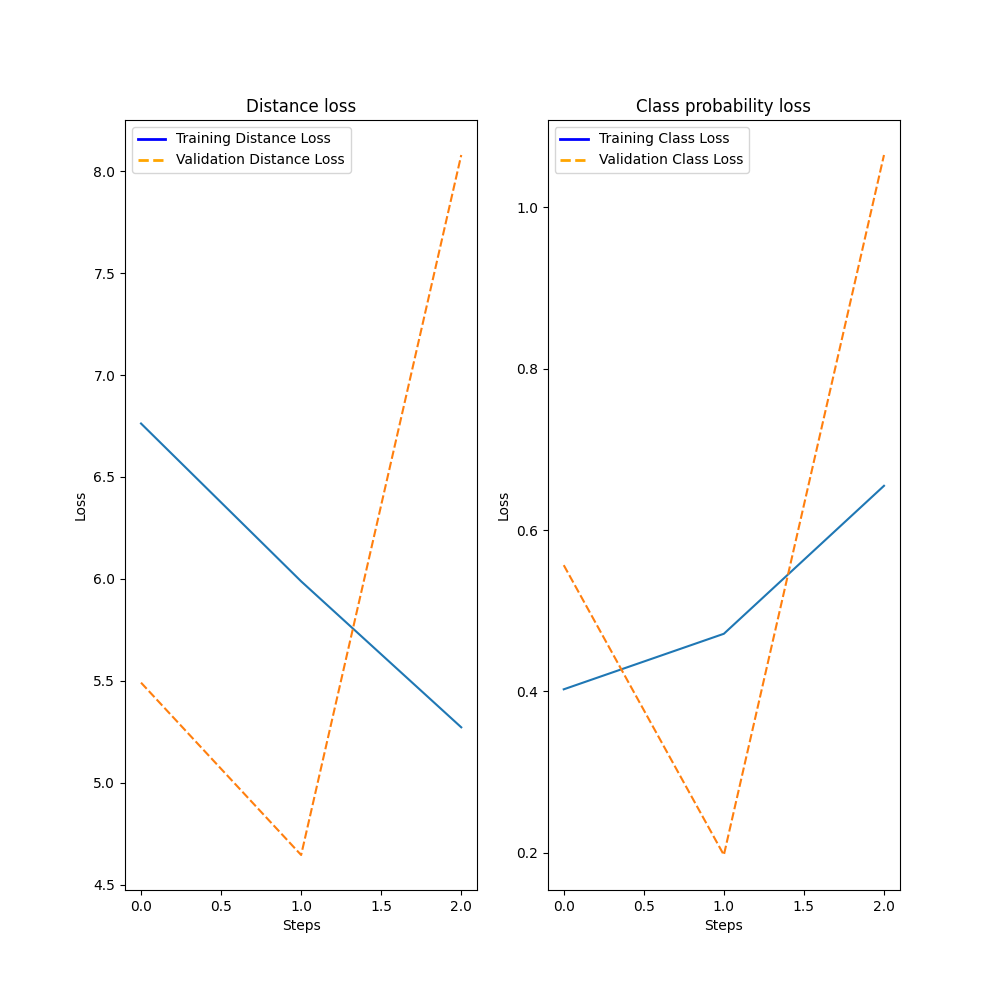 Distance loss
Training Distance Loss
Validation Distance Loss
8.0
7.5
7.0
6.5
6.0
5.5
5.0
4.5
Loss
0.0 0.5 1.0 1.5 2.0
Steps
Class probability loss
Training Class Loss
Validation Class Loss
1.0
0.8
0.6
0.4
0.2
Loss
0.0 0.5 1.0 1.5 2.0
Steps